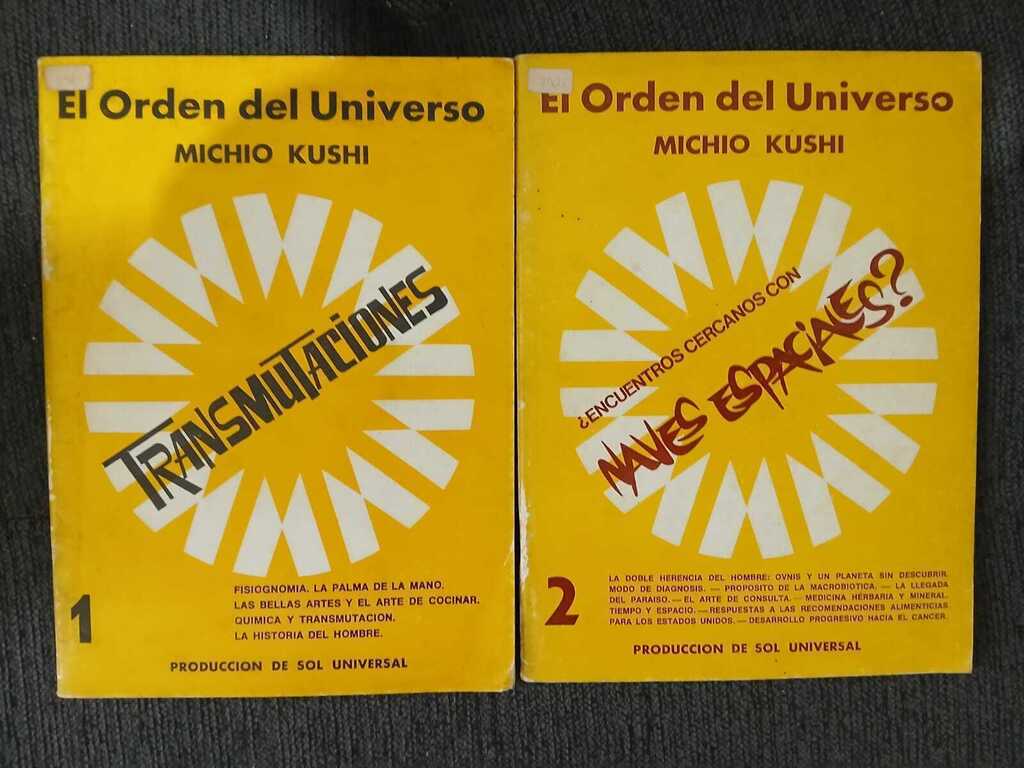 El Orden del Universo
MICHIO KUSHI
TRANSMUTACIONES
1
FISIOGNOMIA. LA PALMA DE LA MANO.
LAS BELLAS ARTES Y EL ARTE DE COCINAR.
QUIMICA Y TRANSMUTACION.
LA HISTORIA DEL HOMBRE.
PRODUCCION DE SOL UNIVERSAL
El Orden del Universo
MICHIO KUSHI
¿ENCUENTROS CERCANOS CON
NAVES ESPACIALES?
2
LA DOBLE HERENCIA DEL HOMBRE: OVNIS Y UN PLANETA SIN DESCUBRIR.
MODO DE DIAGNOSIS. — PROPOSITO DE LA MACROBIOTICA. — LA LLEGADA
DEL PARAISO. — EL ARTE DE CONSULTA. — MEDICINA HERBARIA Y MINERAL.
TIEMPO Y ESPACIO. — RESPUESTAS A LAS RECOMENDACIONES ALIMENTICIAS
PARA LOS ESTADOS UNIDOS. — DESARROLLO PROGRESIVO HACIA EL CANCER.
PRODUCCION DE SOL UNIVERSAL